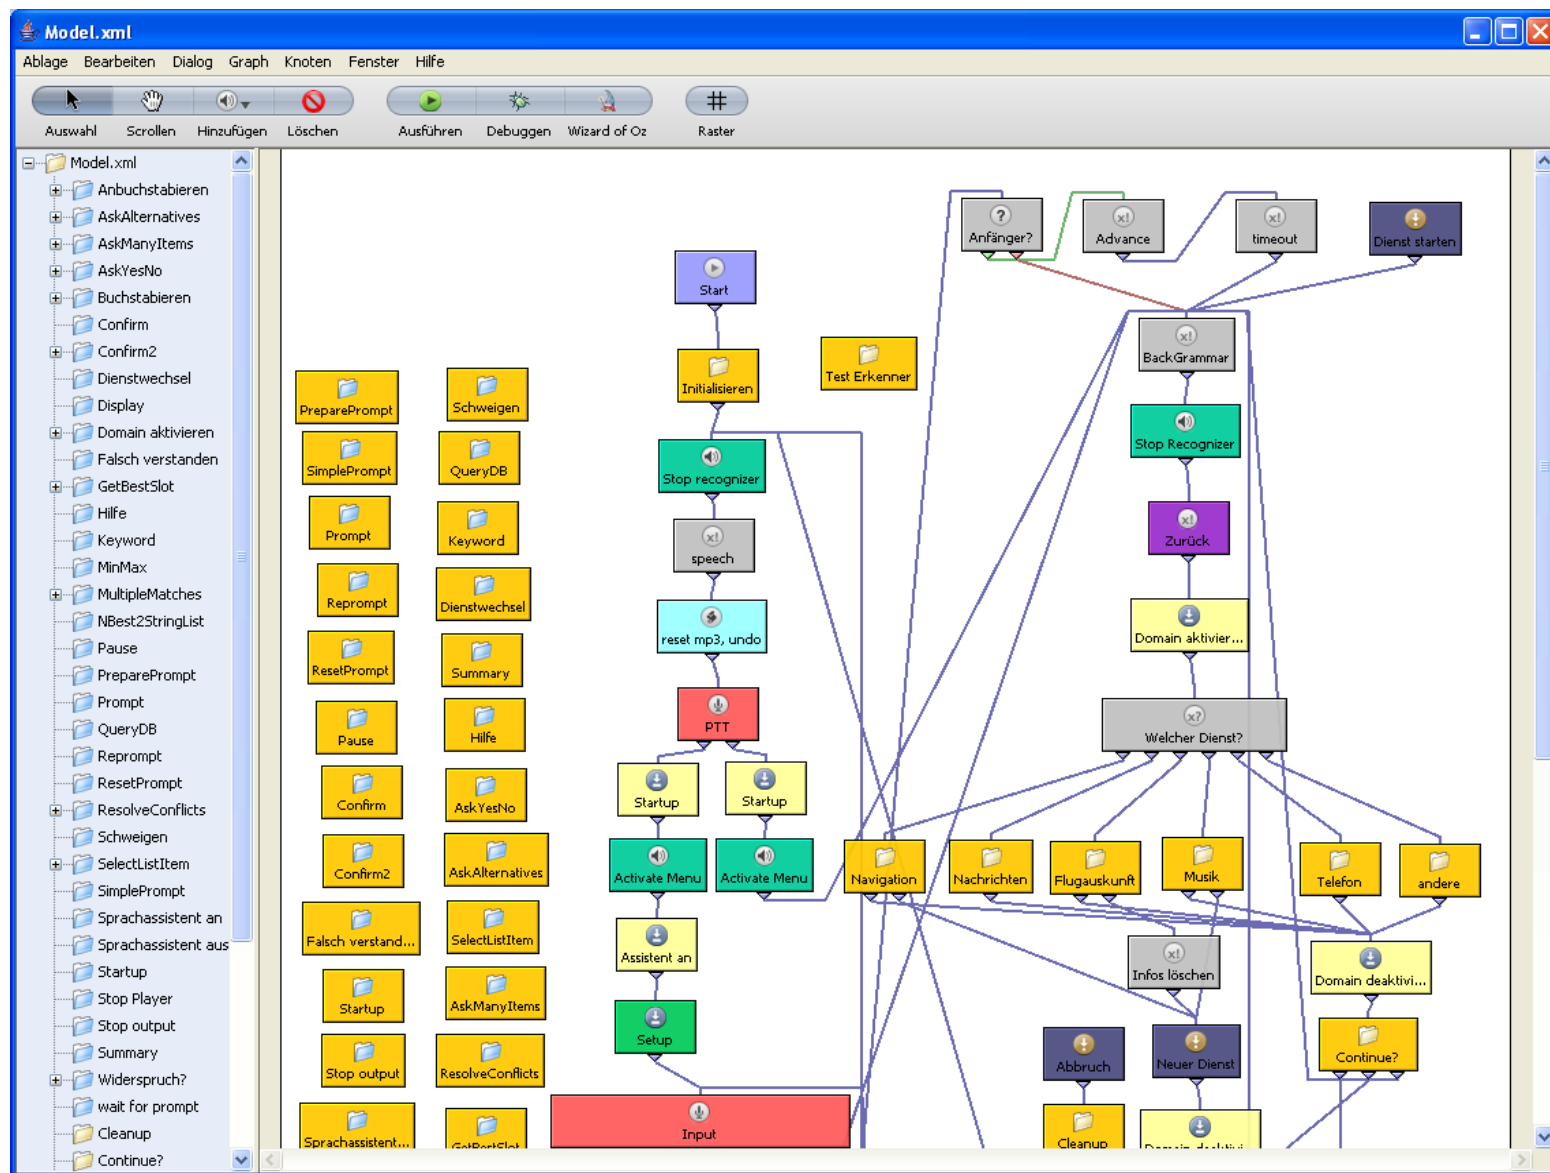 Model.xml
Ablage Bearbeiten Dialog Graph Knoten Fenster Hilfe
Auswahl Scrollen Hinzufügen Löschen Ausführen Debuggen Wizard of Oz Raster
Model.xml
Anbuchstabieren
AskAlternatives
AskManyItems
AskYesNo
Buchstabieren
Confirm
Confirm2
Dienstwechsel
Display
Domain aktivieren
Falsch verstanden
GetBestSlot
Hilfe
Keyword
MinMax
MultipleMatches
NBest2StringList
Pause
PreparePrompt
Prompt
QueryDB
Reprompt
ResetPrompt
ResolveConflicts
Schweigen
SelectListItem
SimplePrompt
Sprachassistent an
Sprachassistent aus
Startup
Stop Player
Stop output
Summary
Widerspruch?
wait for prompt
Cleanup
Continue?
PreparePrompt
SimplePrompt
Prompt
Reprompt
ResetPrompt
Pause
Confirm
Confirm2
Falsch verstand...
Startup
Stop output
Sprachassistent...
Schweigen
QueryDB
Keyword
Dienstwechsel
Summary
Hilfe
AskYesNo
AskAlternatives
SelectListItem
AskManyItems
ResolveConflicts
GetBestSlot
Start
Initialisieren
Stop recognizer
speech
reset mp3, undo
PTT
Startup
Startup
Activate Menu
Activate Menu
Assistent an
Setup
Input
Test Erkenner
?
Anfänger?
x!
Advance
x!
timeout
Dienst starten
x!
BackGrammar
Stop Recognizer
x!
Zurück
Domain aktivier...
x?
Welcher Dienst?
Navigation
Nachrichten
Flugauskunft
Musik
Telefon
andere
x!
Infos löschen
Domain deaktivi...
Abbruch
Neuer Dienst
Continue?
Cleanup
Domain deaktivi...